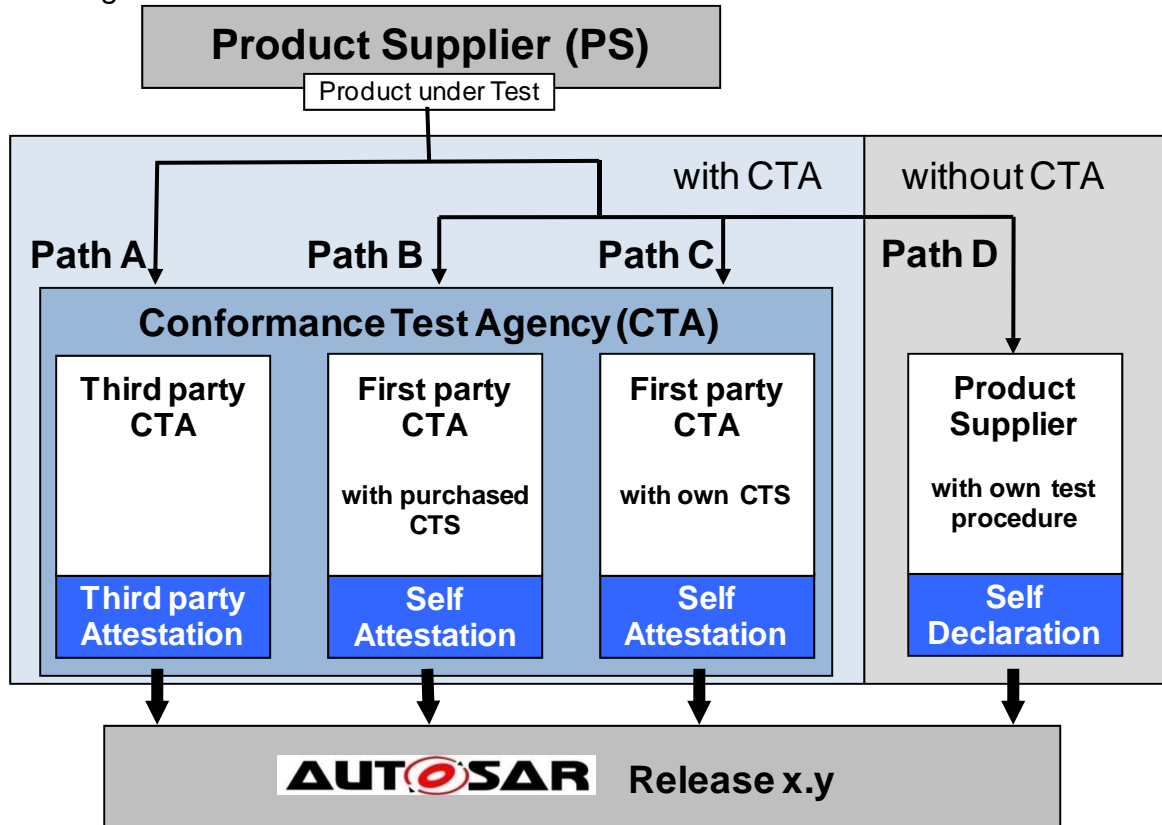 Product Supplier (PS)
Product under Test
with CTA
without CTA
Path A
Path B
Path C
Path D
Conformance Test Agency (CTA)
Third party
CTA
Third party
Attestation
First party
CTA
with purchased
CTS
Self
Attestation
First party
CTA
with own CTS
Self
Attestation
Product
Supplier
with own test
procedure
Self
Declaration
AUTOSAR Release x.y